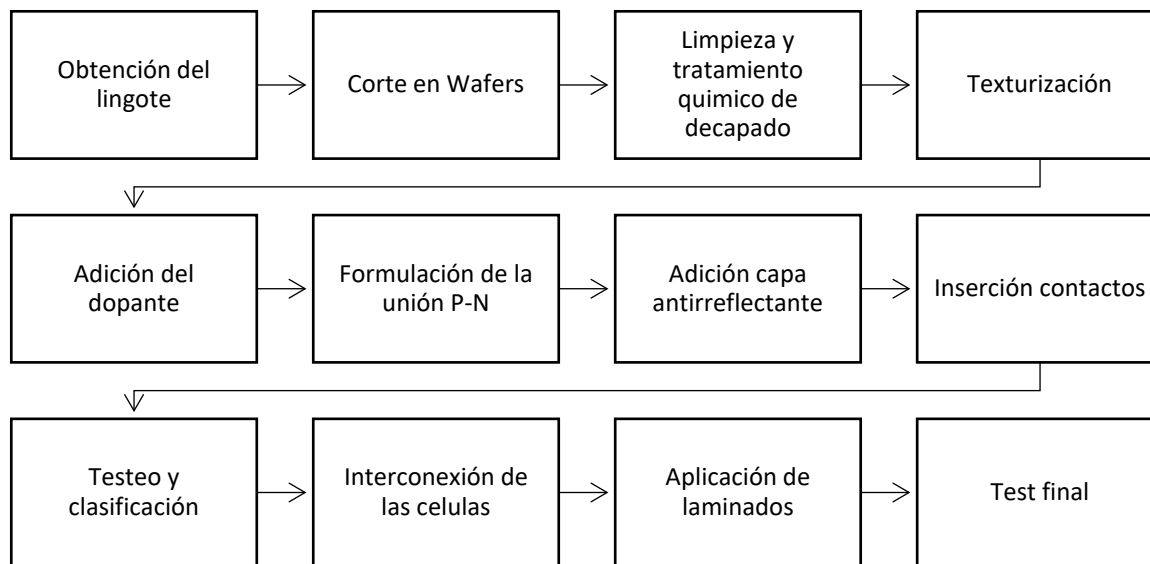 Obtención del
lingote
Corte en Wafers
Limpieza y
tratamiento
quimico de
decapado
Texturización
Adición del
dopante
Formulación de la
unión P-N
Adición capa
antirreflectante
Inserción contactos
Testeo y
clasificación
Interconexión de
las celulas
Aplicación de
laminados
Test final